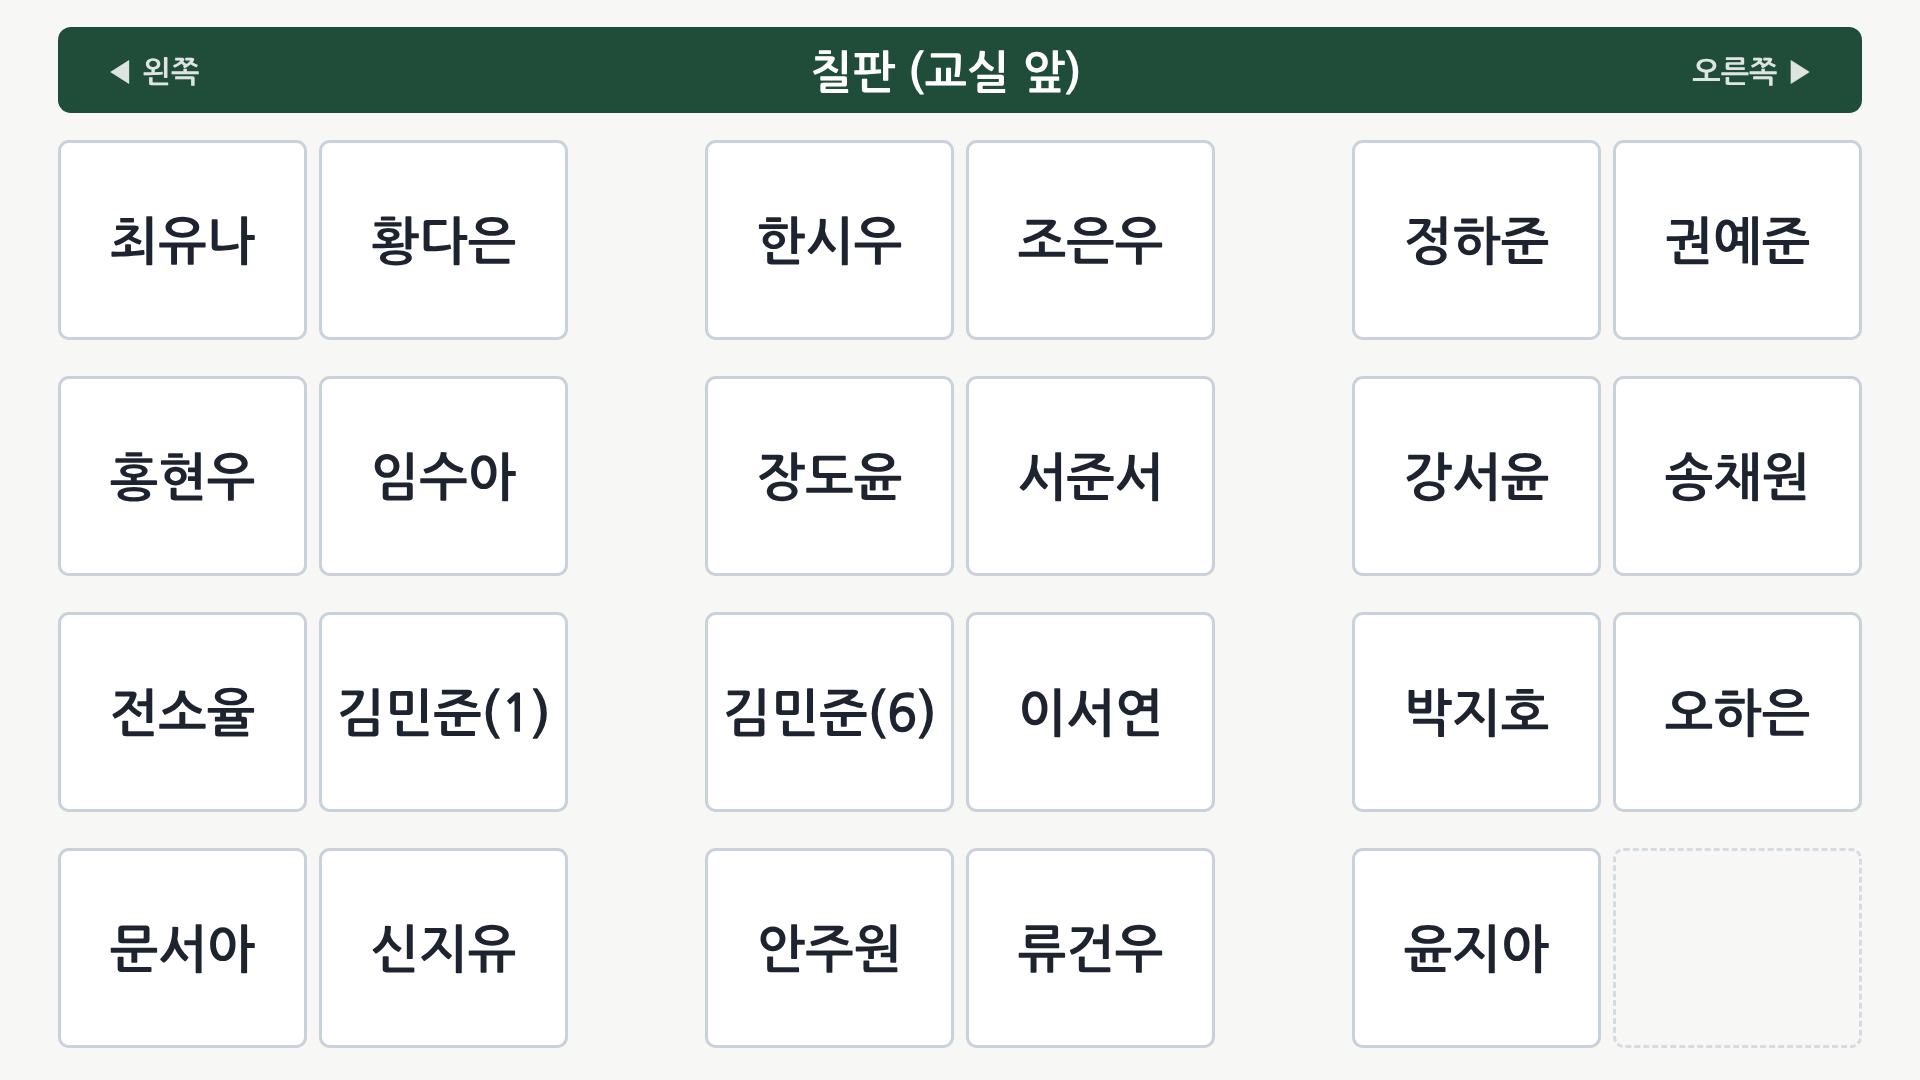 ◀ 왼쪽 칠판 (교실 앞) 오른쪽 ▶
최유나 황다은 한시우 조은우 정하준 권예준
홍현우 임수아 장도윤 서준서 강서윤 송채원
전소율 김민준(1) 김민준(6) 이서연 박지호 오하은
문서아 신지유 안주원 류건우 윤지아